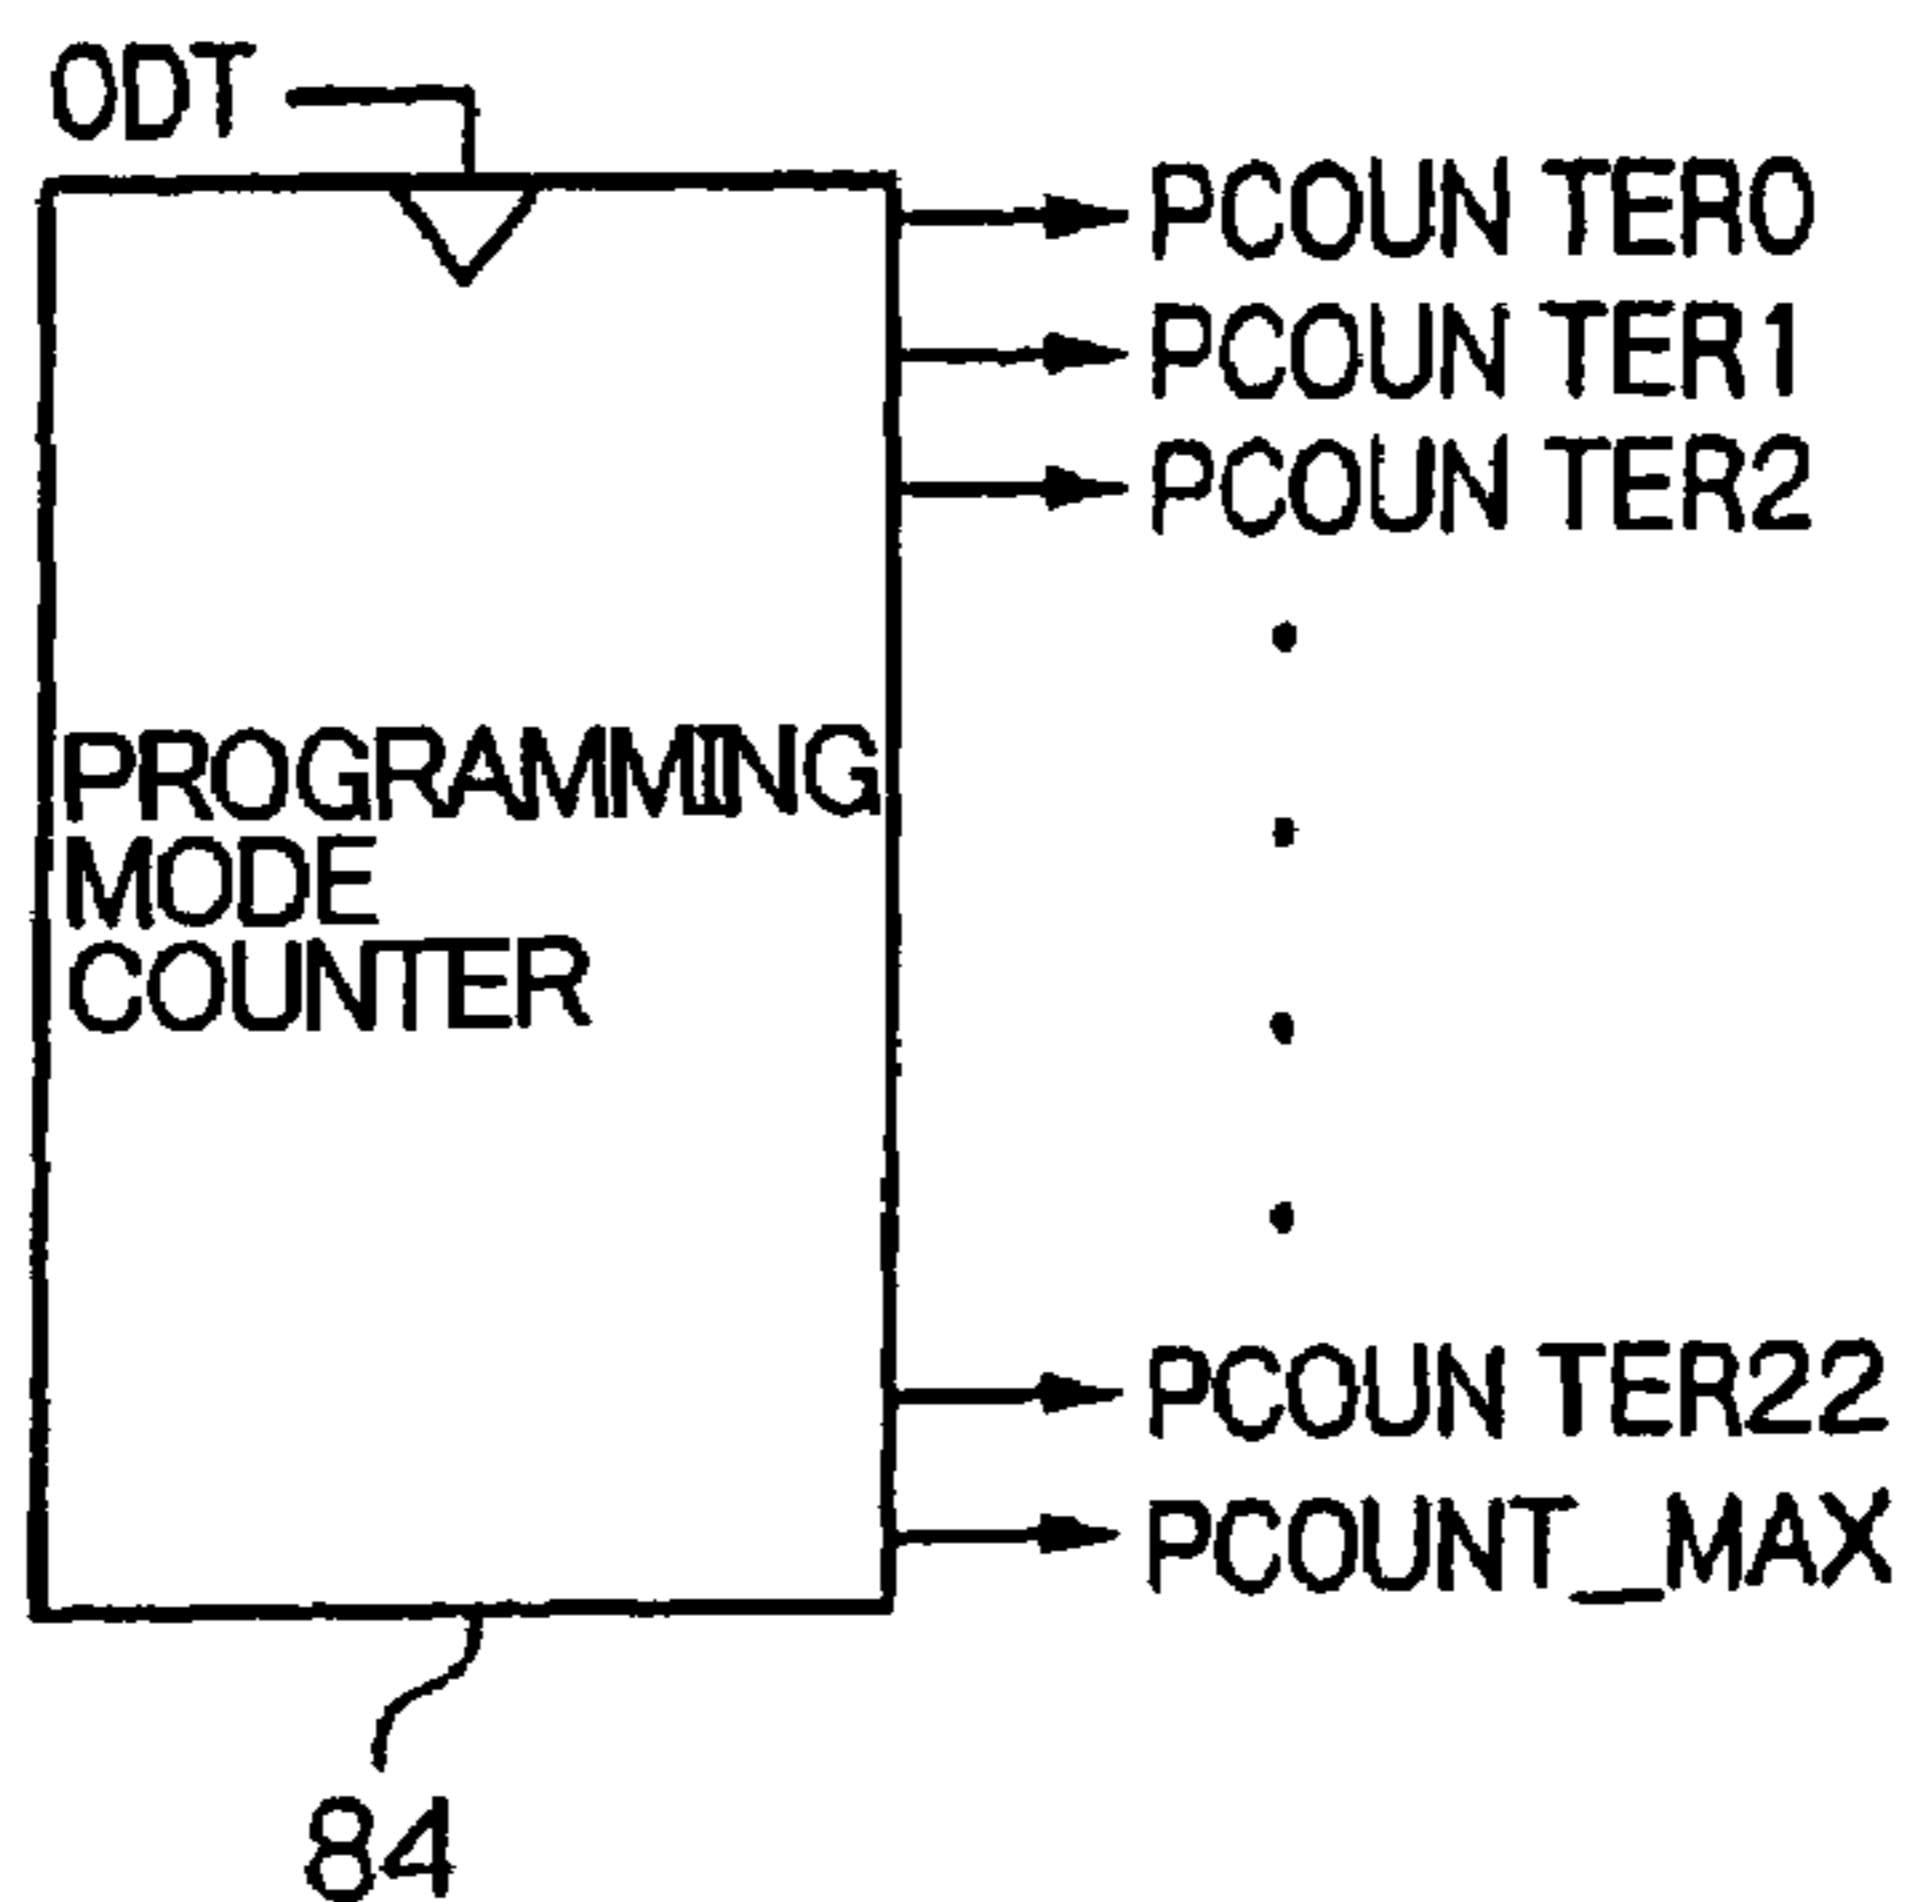 ODT
PCOUN TER0
PCOUN TER1
PCOUN TER2
PROGRAMMING
MODE
COUNTER
PCOUN TER22
PCOUNT_MAX
84